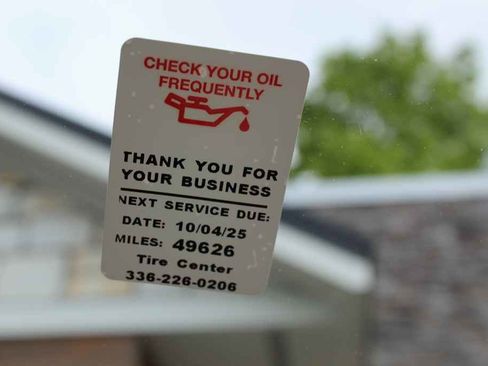 CHECK YOUR OIL
FREQUENTLY
THANK YOU FOR
YOUR BUSINESS
NEXT SERVICE DUE:
DATE: 10/04/25
MILES: 49626
Tire Center
336-226-0206